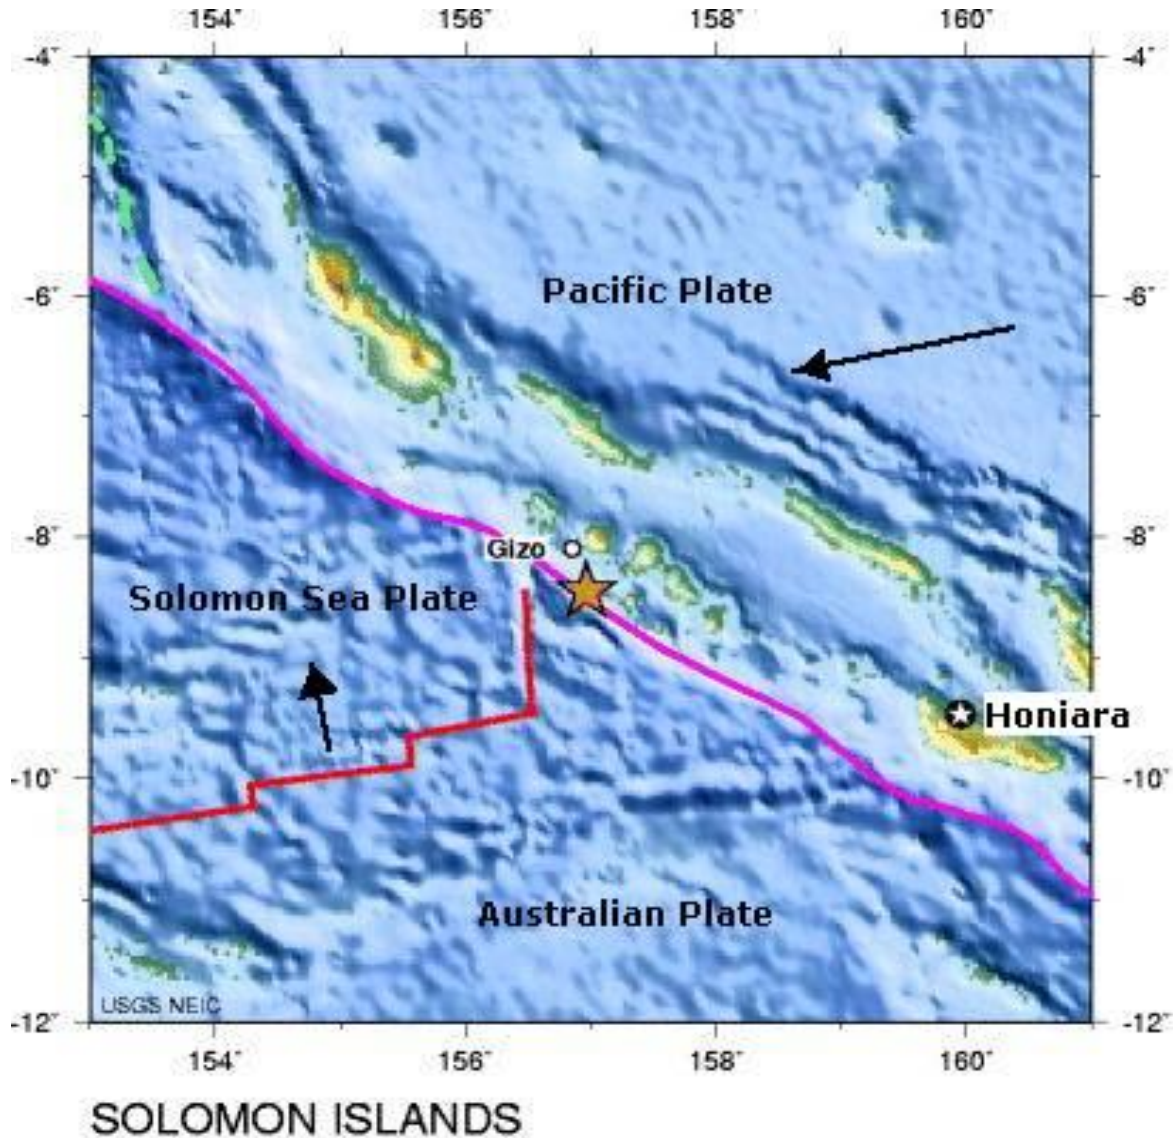 154° 156° 158° 160°
-4° -4°
Pacific Plate
-6° -6°
-8° -8°
Gizo
Solomon Sea Plate
Honiara
-10° -10°
Australian Plate
USGS NEIC
-12° -12°
154° 156° 158° 160°
SOLOMON ISLANDS